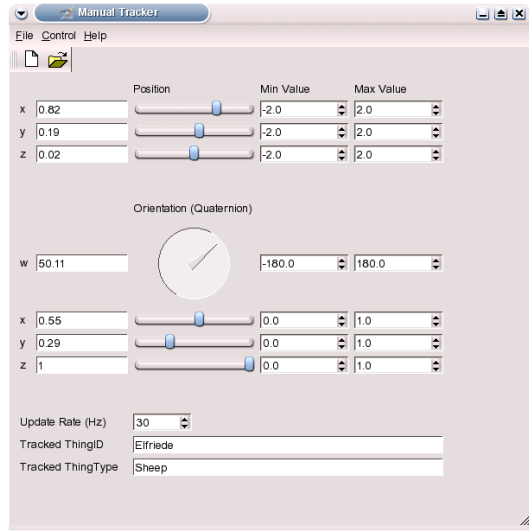 Manual Tracker
File Control Help
Position Min Value Max Value
x 0.82 -2.0 2.0
y 0.19 -2.0 2.0
z 0.02 -2.0 2.0
Orientation (Quaternion)
w 50.11 -180.0 180.0
x 0.55 0.0 1.0
y 0.29 0.0 1.0
z 1 0.0 1.0
Update Rate (Hz) 30
Tracked ThingID Elfriede
Tracked ThingType Sheep